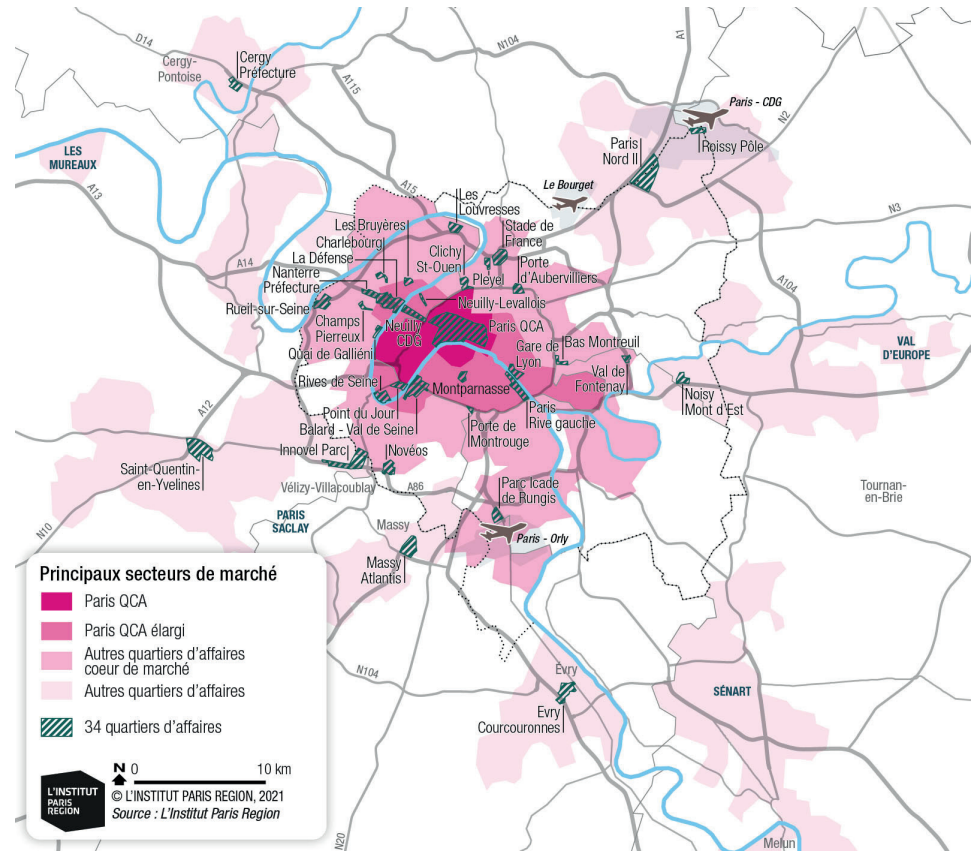 D14
Cergy-
Pontoise
Cergy
Préfecture
A115
N104
A1
Paris - CDG
N2
LES
MUREAUX
Paris
Nord II
Roissy Pôle
A13
A15
Le Bourget
Les
Louvresses
Les Bruyères
Stade de
France
N3
Charlebourg
La Défense
Clichy
St-Ouen
Porte
d'Aubervilliers
A14
Pleyel
Nanterre
Préfecture
A104
Neuilly-Levallois
Rueil-sur-Seine
Champs
Pierreux
Neuilly
CDG
Paris QCA
Quai de Galliéni
Gare de
Lyon
Bas Montreuil
VAL
D'EUROPE
Val de
Fontenay
Rives de Seine
Montparnasse
Noisy
Mont d'Est
A12
Point du Jour
Balard - Val de Seine
Porte de
Montrouge
Paris
Rive gauche
Innovel Parc
Novéos
Saint-Quentin-
en-Yvelines
Vélizy-Villacoublay
A86
Parc Icade
de Rungis
Tournan-
en-Brie
N10
PARIS
SACLAY
Massy
Paris - Orly
Massy
Atlantis
N104
Evry
SÉNART
Evry
Courcouronnes
N20
Melun
Principaux secteurs de marché
Paris QCA
Paris QCA élargi
Autres quartiers d'affaires
coeur de marché
Autres quartiers d'affaires
34 quartiers d'affaires
L'INSTITUT
PARIS
REGION
N
0
10 km
© L'INSTITUT PARIS REGION, 2021
Source : L'Institut Paris Region